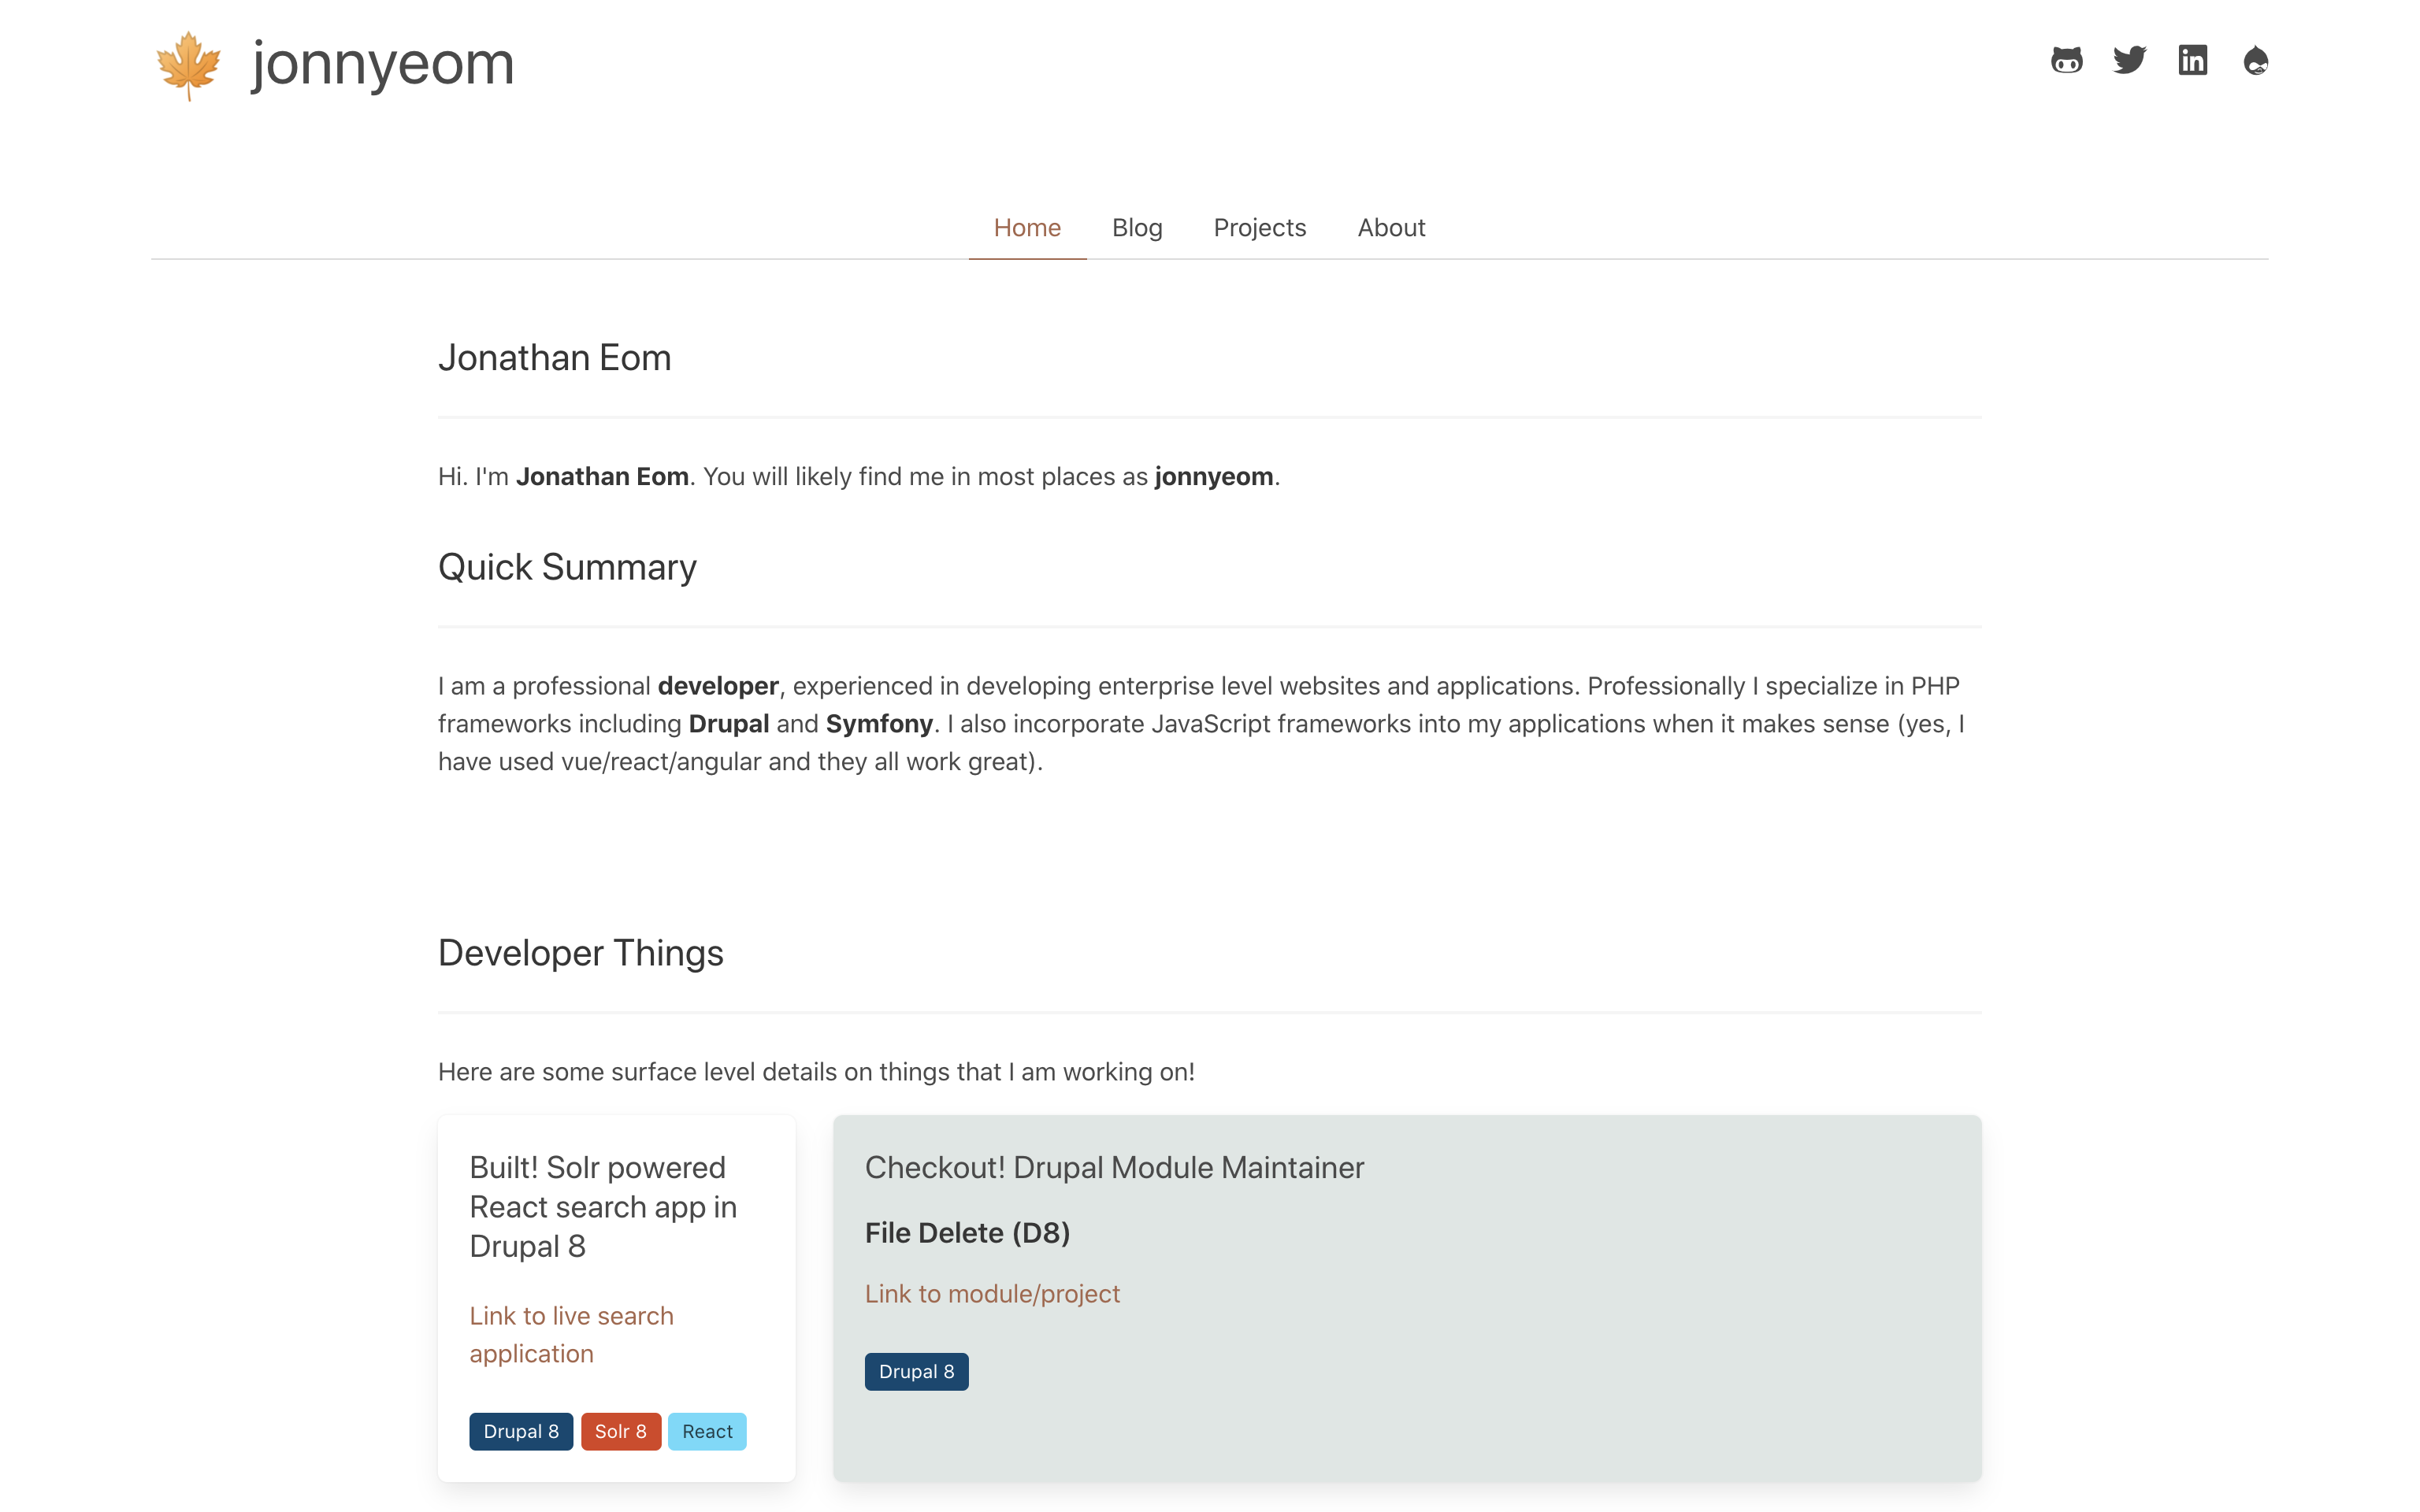 jonnyeom
Home Blog Projects About
Jonathan Eom
Hi. I'm Jonathan Eom. You will likely find me in most places as jonnyeom.
Quick Summary
I am a professional developer, experienced in developing enterprise level websites and applications. Professionally I specialize in PHP
frameworks including Drupal and Symfony. I also incorporate JavaScript frameworks into my applications when it makes sense (yes, I
have used vue/react/angular and they all work great).
Developer Things
Here are some surface level details on things that I am working on!
Built! Solr powered
React search app in
Drupal 8
Link to live search
application
Drupal 8 Solr 8 React
Checkout! Drupal Module Maintainer
File Delete (D8)
Link to module/project
Drupal 8